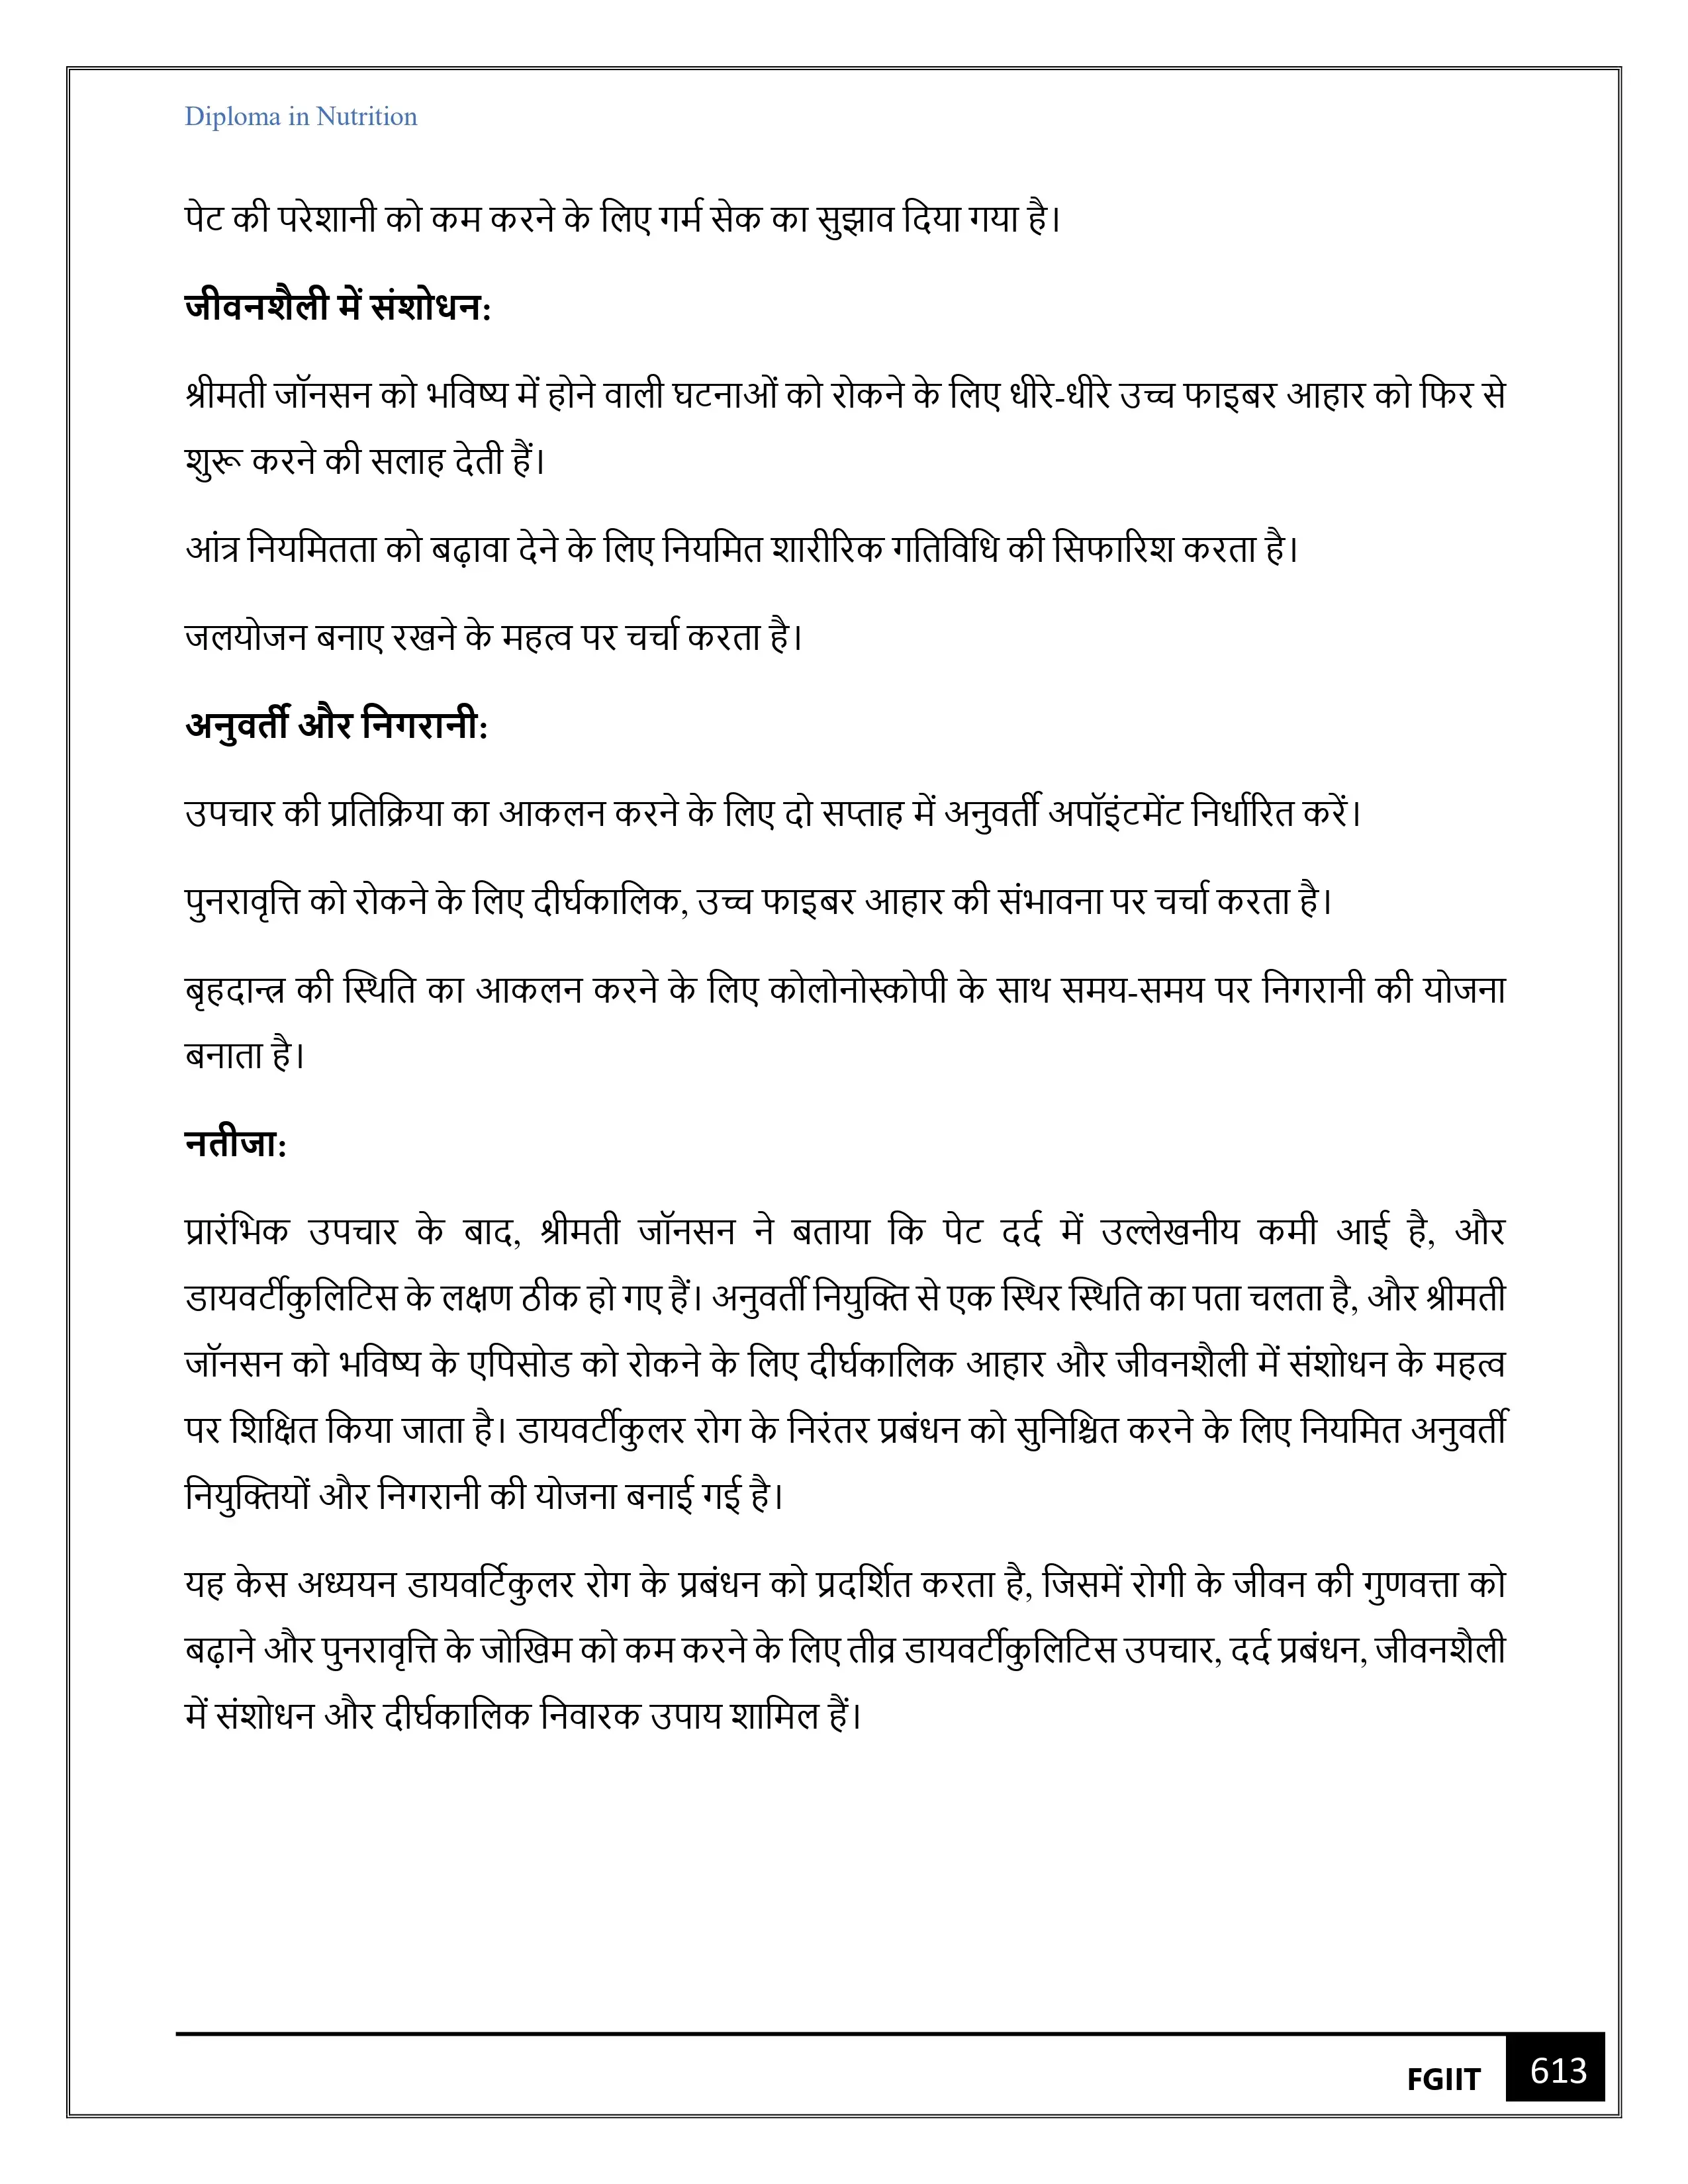 Diploma in Nutrition
पेट की परेशानी को कम करने के लिए गर्म सेक का सुझाव दिया गया है।
जीवनशैली में संशोधन:
श्रीमती जॉनसन को भविष्य में होने वाली घटनाओं को रोकने के लिए धीरे-धीरे उच्च फाइबर आहार को फिर से
शुरू करने की सलाह देती हैं।
आंत्र नियमितता को बढ़ावा देने के लिए नियमित शारीरिक गतिविधि की सिफारिश करता है।
जलयोजन बनाए रखने के महत्व पर चर्चा करता है।
अनुवर्ती और निगरानी:
उपचार की प्रतिक्रिया का आकलन करने के लिए दो सप्ताह में अनुवर्ती अपॉइंटमेंट निर्धारित करें।
पुनरावृत्ति को रोकने के लिए दीर्घकालिक, उच्च फाइबर आहार की संभावना पर चर्चा करता है।
बृहदान्त्र की स्थिति का आकलन करने के लिए कोलोनोस्कोपी के साथ समय-समय पर निगरानी की योजना
बनाता है।
नतीजा:
प्रारंभिक उपचार के बाद, श्रीमती जॉनसन ने बताया कि पेट दर्द में उल्लेखनीय कमी आई है, और
डायवर्टीकुलिटिस के लक्षण ठीक हो गए हैं। अनुवर्ती नियुक्ति से एक स्थिर स्थिति का पता चलता है, और श्रीमती
जॉनसन को भविष्य के एपिसोड को रोकने के लिए दीर्घकालिक आहार और जीवनशैली में संशोधन के महत्व
पर शिक्षित किया जाता है। डायवर्टीकुलर रोग के निरंतर प्रबंधन को सुनिश्चित करने के लिए नियमित अनुवर्ती
नियुक्तियों और निगरानी की योजना बनाई गई है।
यह केस अध्ययन डायवर्टिकुलर रोग के प्रबंधन को प्रदर्शित करता है, जिसमें रोगी के जीवन की गुणवत्ता को
बढ़ाने और पुनरावृत्ति के जोखिम को कम करने के लिए तीव्र डायवर्टीकुलिटिस उपचार, दर्द प्रबंधन, जीवनशैली
में संशोधन और दीर्घकालिक निवारक उपाय शामिल हैं।
FGIIT 613